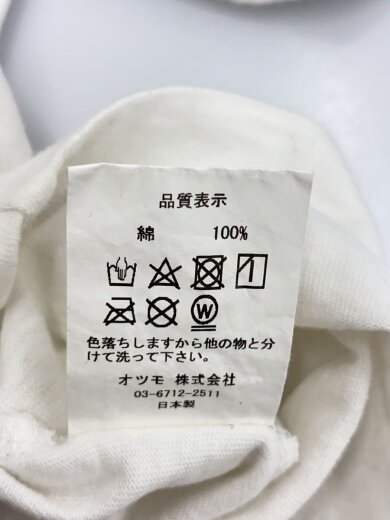 品質表示
綿 100%
W
色落ちしますから他の物と分
けて洗って下さい。
オツモ 株式会社
03-6712-2511
日本製